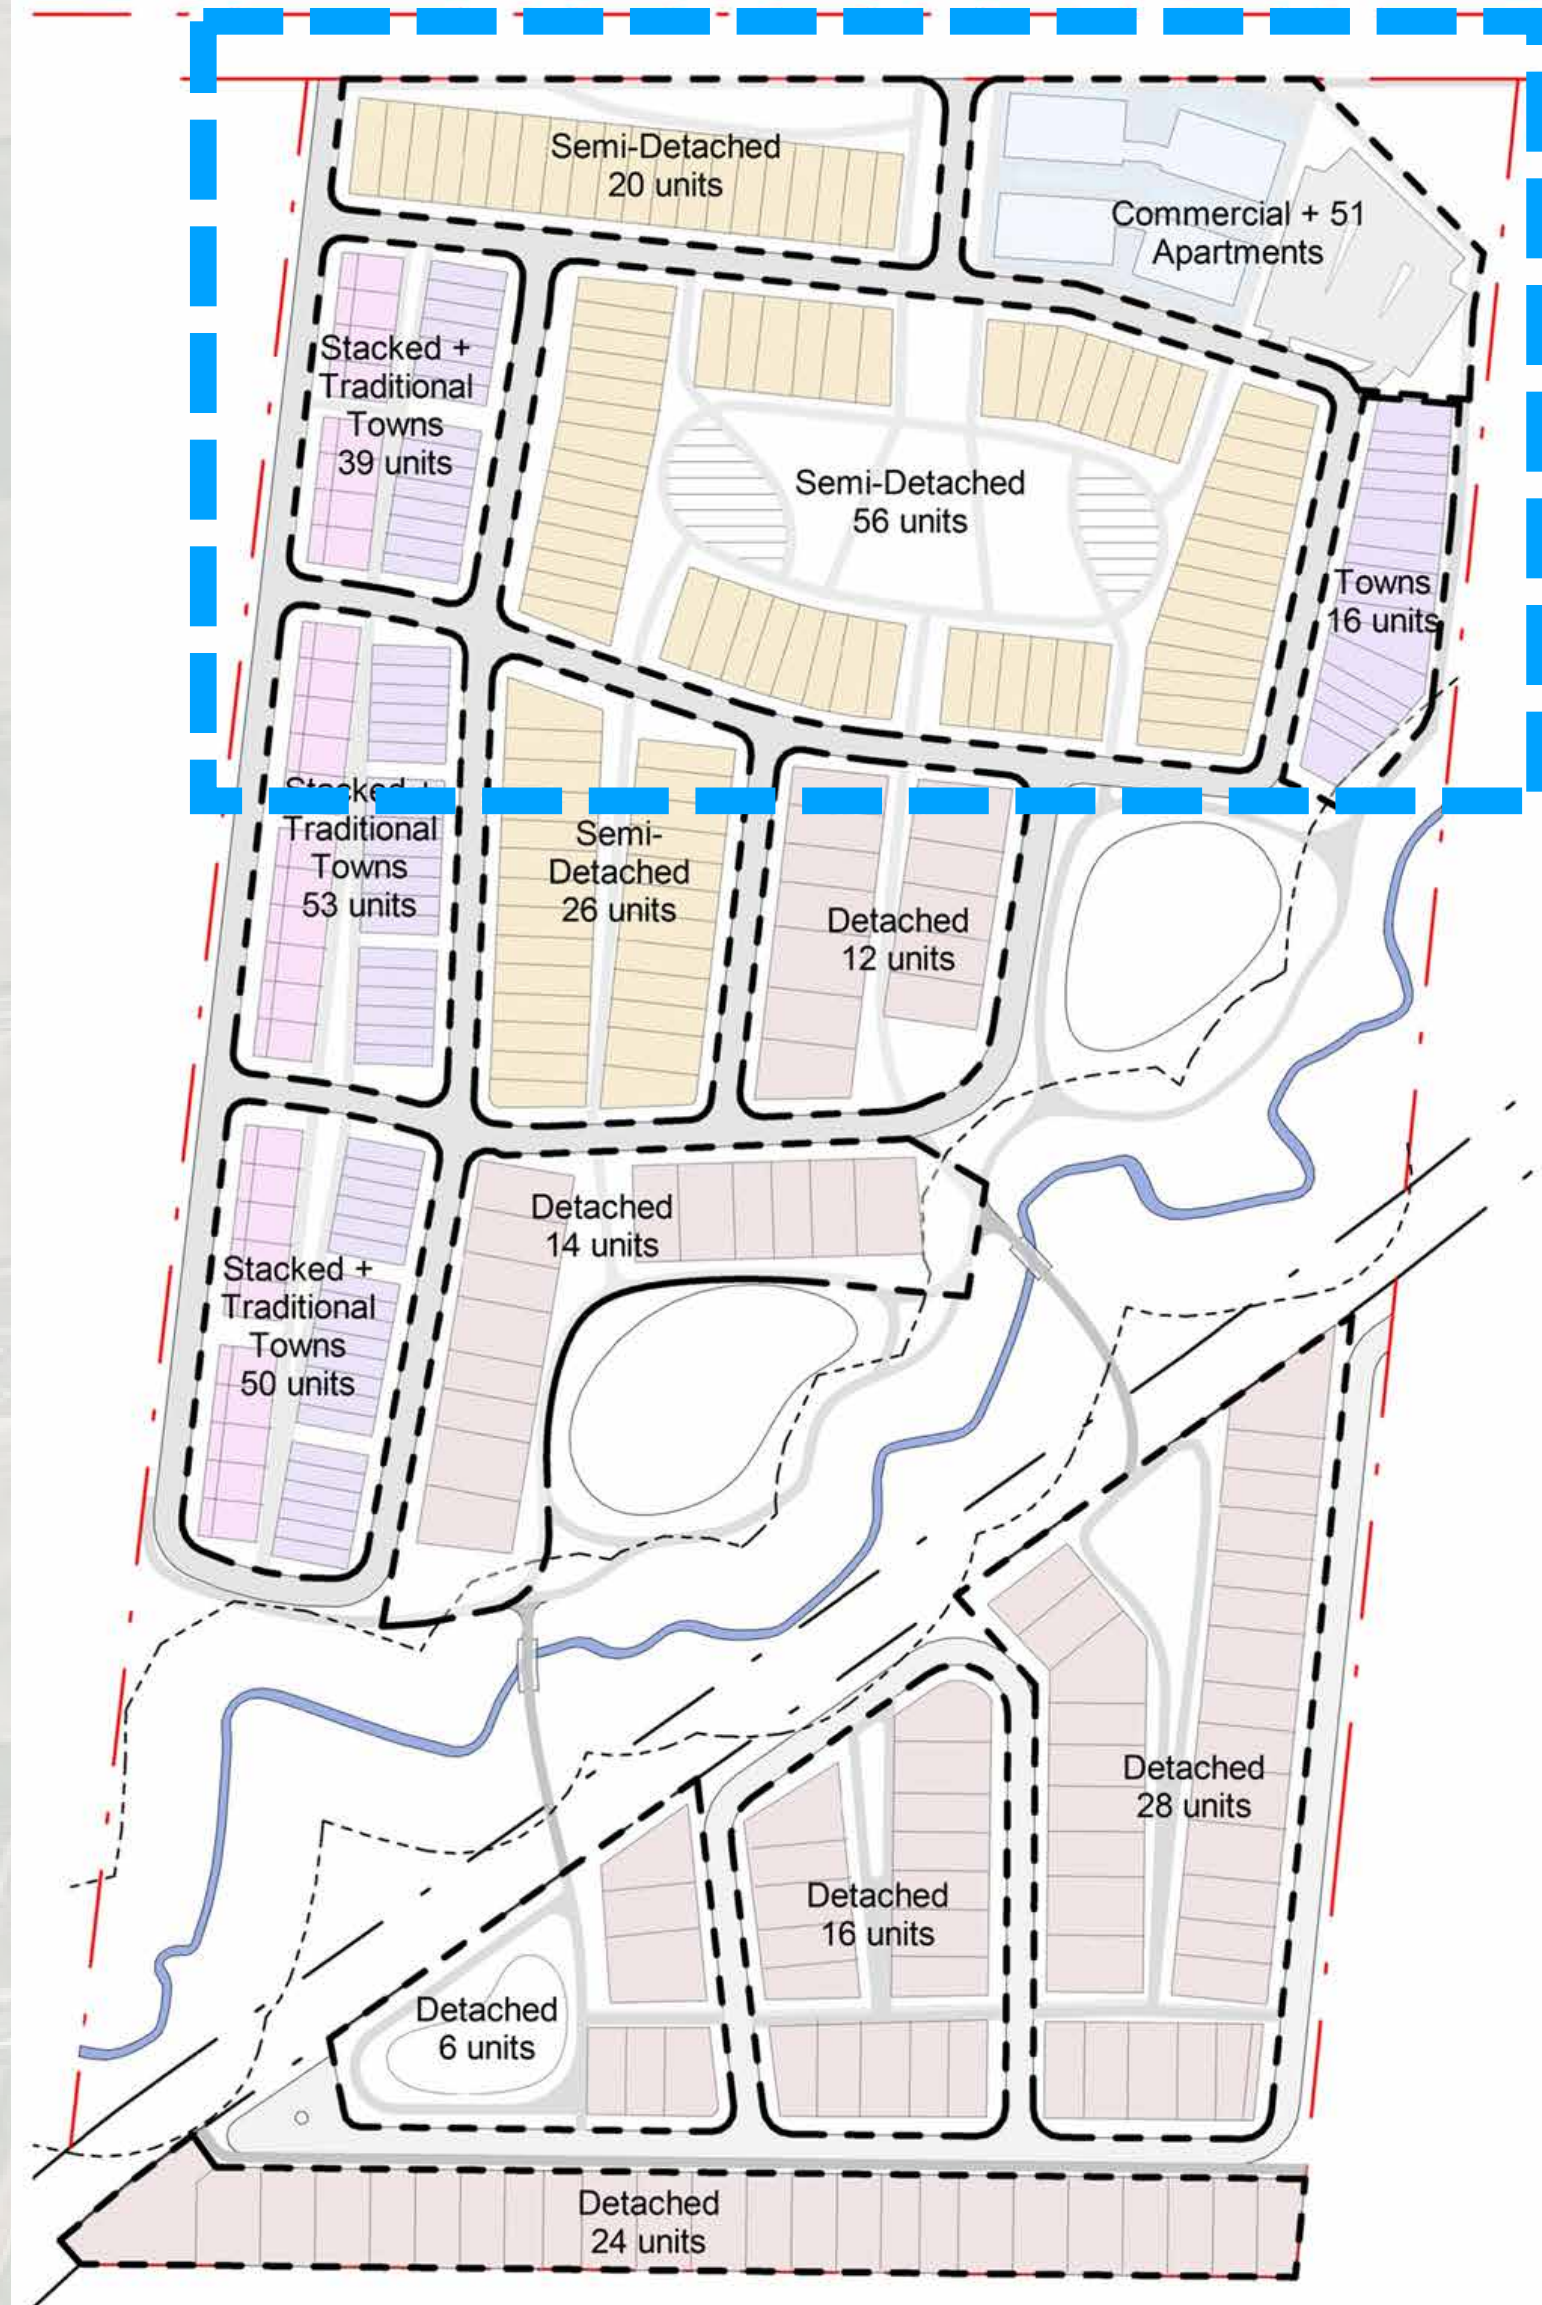 Semi-Detached
20 units
Commercial + 51
Apartments
Stacked +
Traditional
Towns
39 units
Semi-Detached
56 units
Towns
16 units
Stacked +
Traditional
Towns
53 units
Semi-
Detached
26 units
Detached
12 units
Detached
14 units
Stacked +
Traditional
Towns
50 units
Detached
28 units
Detached
16 units
Detached
6 units
Detached
24 units